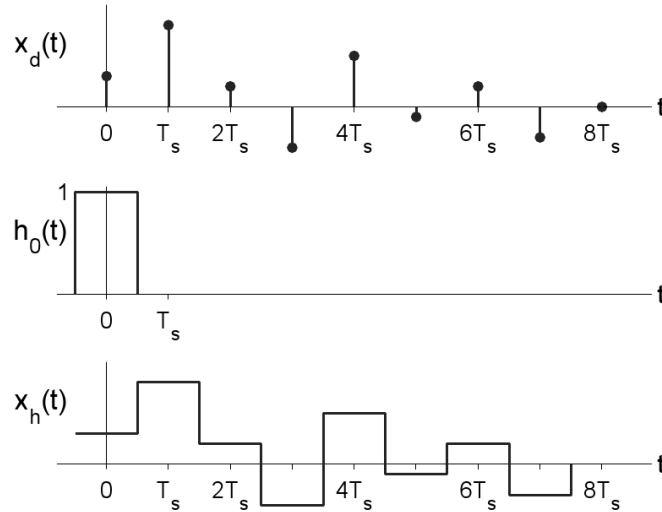 x_d(t)
t
0 T_s 2T_s 4T_s 6T_s 8T_s
1
h_0(t)
t
0 T_s
x_h(t)
t
0 T_s 2T_s 4T_s 6T_s 8T_s